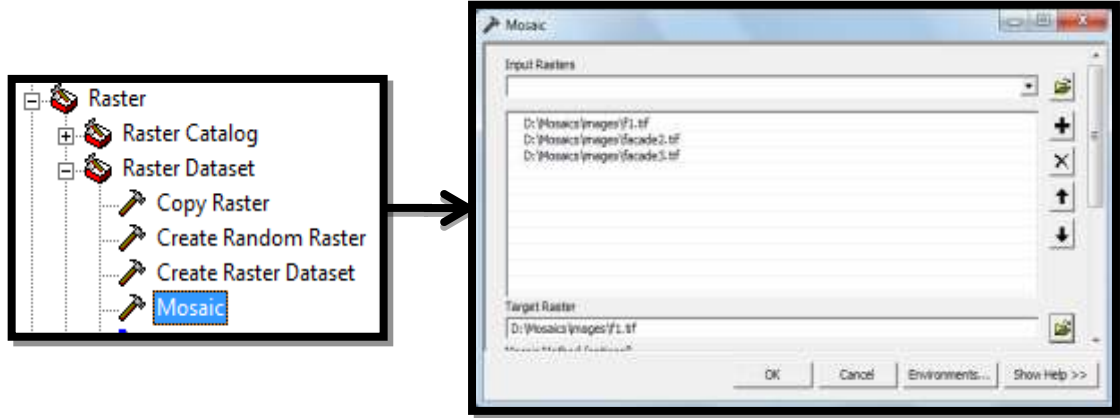 Raster
Raster Catalog
Raster Dataset
Copy Raster
Create Random Raster
Create Raster Dataset
Mosaic
Mosaic
Input Rasters
D:\Mosaics\images\f1.tif
D:\Mosaics\images\facade2.tif
D:\Mosaics\images\facade3.tif
Target Raster
D:\Mosaics\images\f1.tif
OK
Cancel
Environments...
Show Help >>